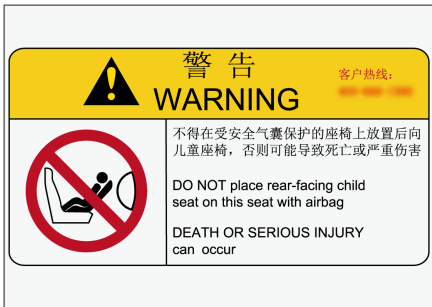 警告
客户热线：
WARNING
不得在受安全气囊保护的座椅上放置后向
儿童座椅，否则可能导致死亡或严重伤害
DO NOT place rear-facing child
seat on this seat with airbag
DEATH OR SERIOUS INJURY
can occur